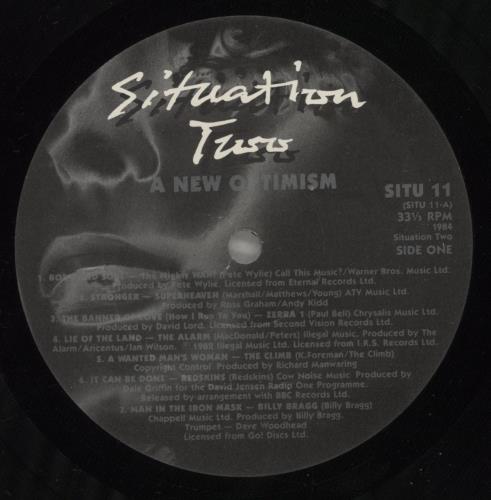 Situation
Two
A NEW OPTIMISM
SITU 11
(SITU 11-A)
33⅓ RPM
1984
Situation Two
SIDE ONE
1. BODY AND SOUL — The Mighty WAH! (Pete Wylie) Call This Music?/Warner Bros. Music Ltd.
Produced by Pete Wylie. Licensed from Eternal Records Ltd.
2. STRONGER — SUPERHEAVEN (Marshall/Matthews/Young) ATV Music Ltd.
Produced by Ross Graham/Andy Kidd
3. THE BANNER OF LOVE (How I Run To You) — ZERRA 1 (Paul Bell) Chrysalis Music Ltd.
Produced by David Lord. Licensed from Second Vision Records Ltd.
4. LIE OF THE LAND — THE ALARM (MacDonald/Peters) Illegal Music. Produced by The
Alarm/Aricentus/Ian Wilson. Illegal Music Ltd. Licensed from I.R.S. Records Ltd.
5. A WANTED MAN'S WOMAN — THE CLIMB (K.Foreman/The Climb)
Copyright Control. Produced by Richard Manwaring
6. IT CAN BE DONE — REDSKINS (Redskins) Cow Noise Music. Produced by
Dale Griffin for the David Jensen Radio One Programme.
Released by arrangement with BBC Records Ltd.
7. MAN IN THE IRON MASK — BILLY BRAGG (Billy Bragg)
Chappell Music Ltd. Produced by Billy Bragg.
Trumpet — Dave Woodhead
Licensed from Go! Discs Ltd.